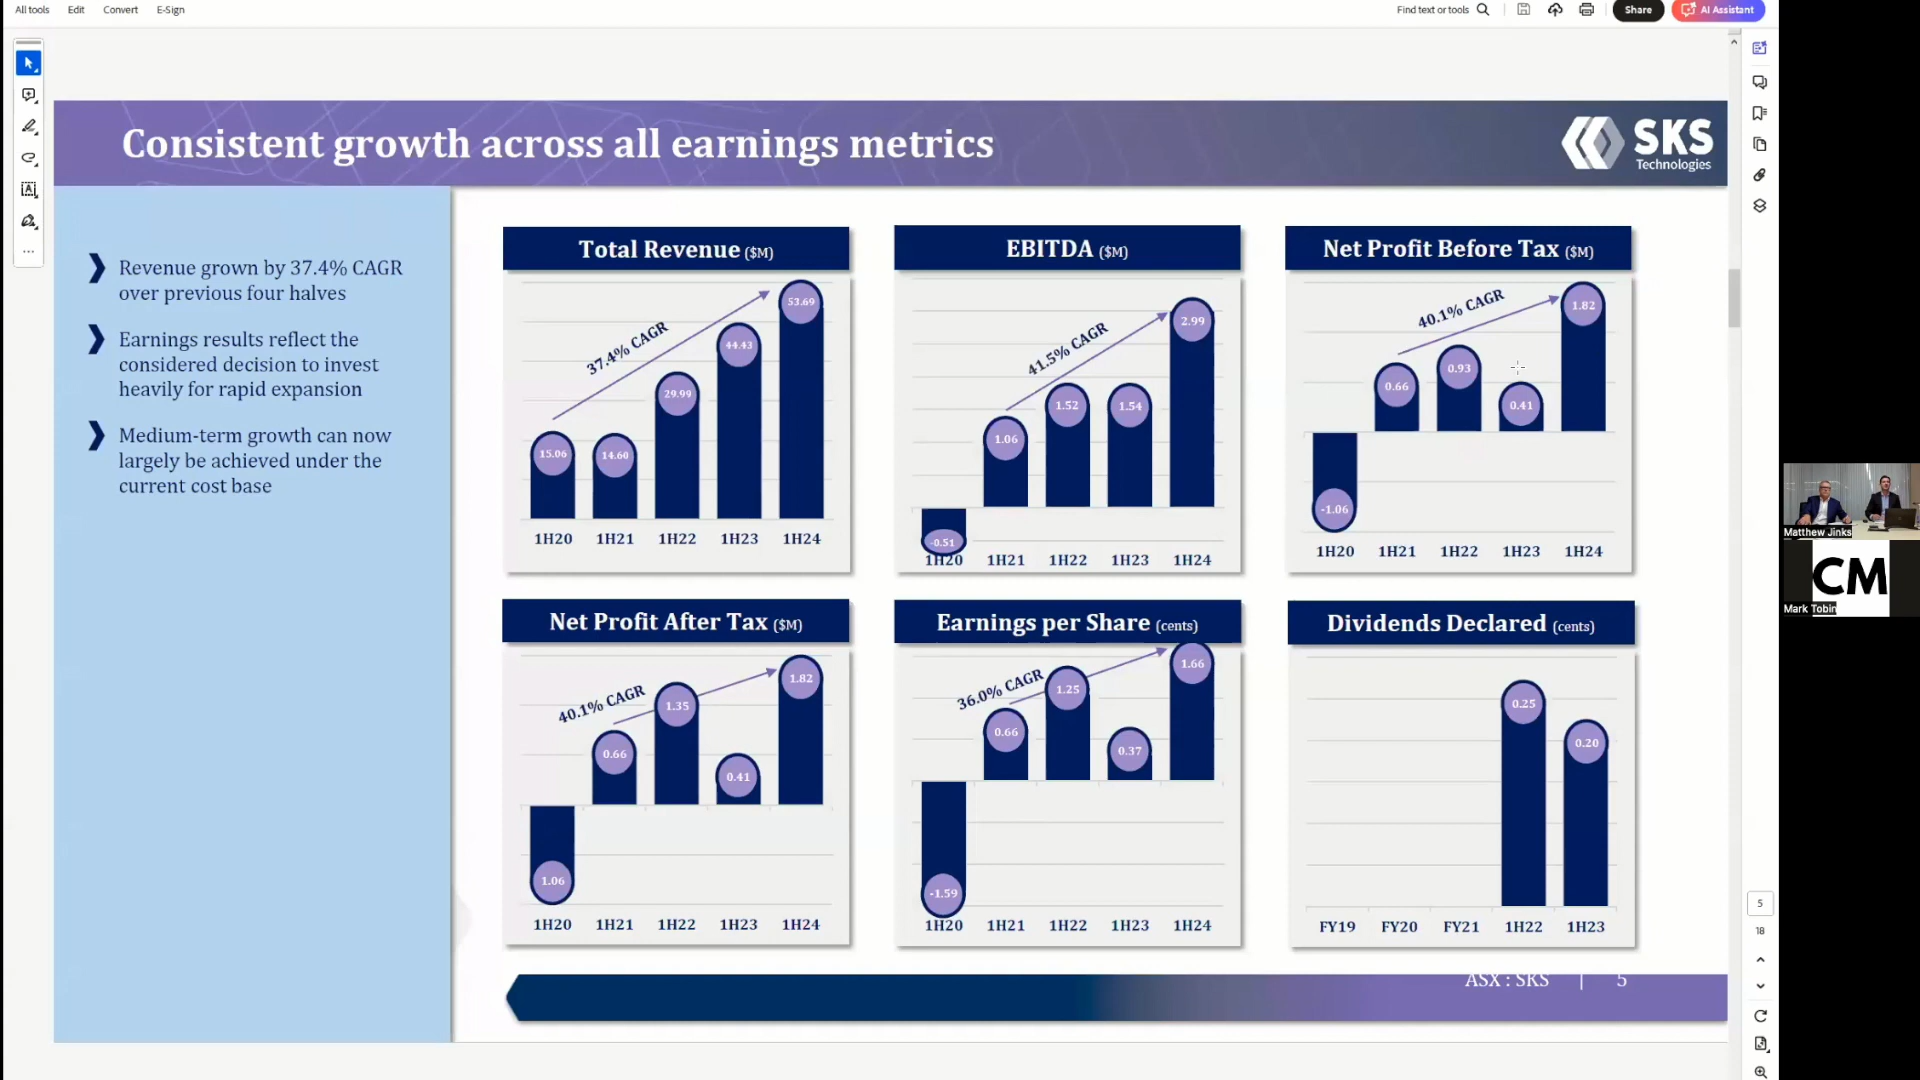 All tools Edit Convert E-Sign
Find text or tools
Share
AI Assistant
Consistent growth across all earnings metrics
SKS
Technologies
Revenue grown by 37.4% CAGR
over previous four halves
Earnings results reflect the
considered decision to invest
heavily for rapid expansion
Medium-term growth can now
largely be achieved under the
current cost base
Total Revenue ($M)
37.4% CAGR
15.06
14.60
29.99
44.43
53.69
1H20 1H21 1H22 1H23 1H24
EBITDA ($M)
41.5% CAGR
-0.51
1.06
1.52
1.54
2.99
1H20 1H21 1H22 1H23 1H24
Net Profit Before Tax ($M)
40.1% CAGR
-1.06
0.66
0.93
0.41
1.82
1H20 1H21 1H22 1H23 1H24
Net Profit After Tax ($M)
40.1% CAGR
1.06
0.66
1.35
0.41
1.82
1H20 1H21 1H22 1H23 1H24
Earnings per Share (cents)
36.0% CAGR
-1.59
0.66
1.25
0.37
1.66
1H20 1H21 1H22 1H23 1H24
Dividends Declared (cents)
0.25
0.20
FY19 FY20 FY21 1H22 1H23
ASX : SKS | 5
5
18
Matthew Jinks
CM
Mark Tobin